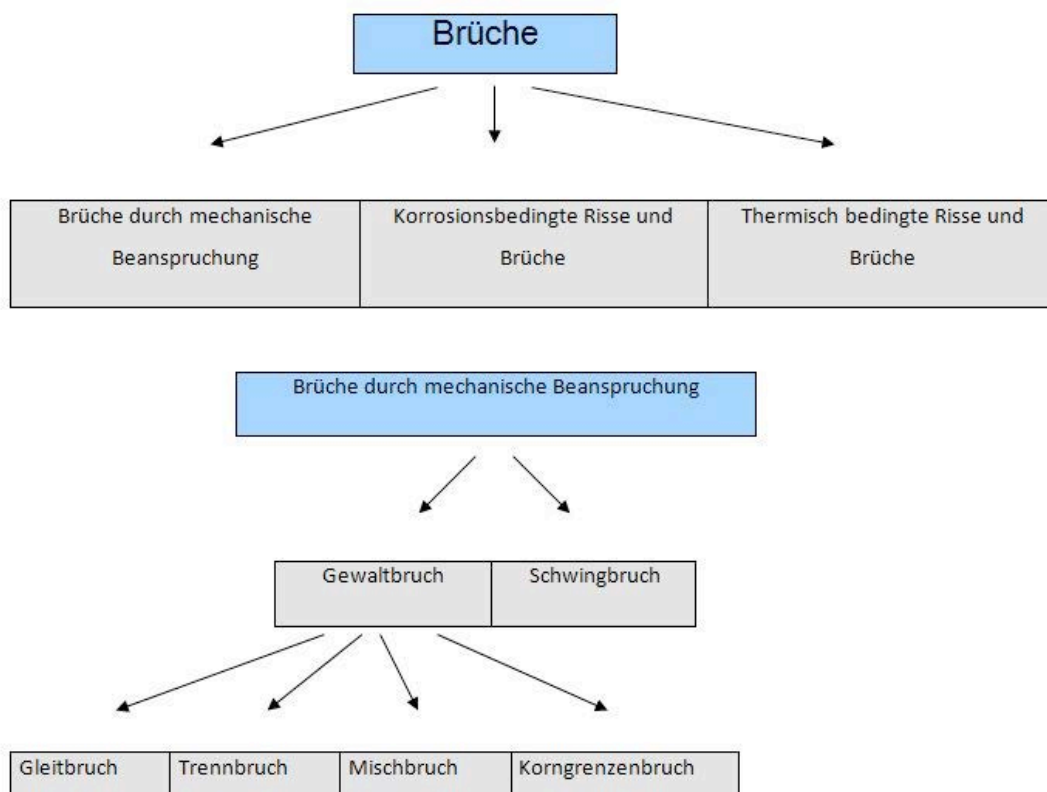 Brüche
Brüche durch mechanische
Beanspruchung
Korrosionsbedingte Risse und
Brüche
Thermisch bedingte Risse und
Brüche
Brüche durch mechanische Beanspruchung
Gewaltbruch
Schwingbruch
Gleitbruch
Trennbruch
Mischbruch
Korngrenzenbruch